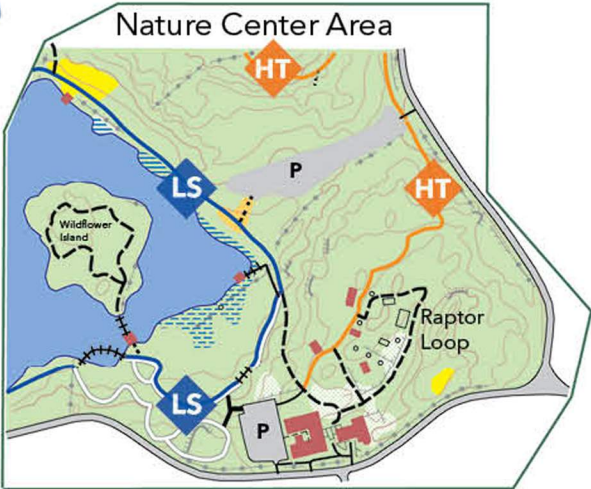 Nature Center Area
HT
P
LS
HT
Wildflower
Island
Raptor
Loop
LS
P